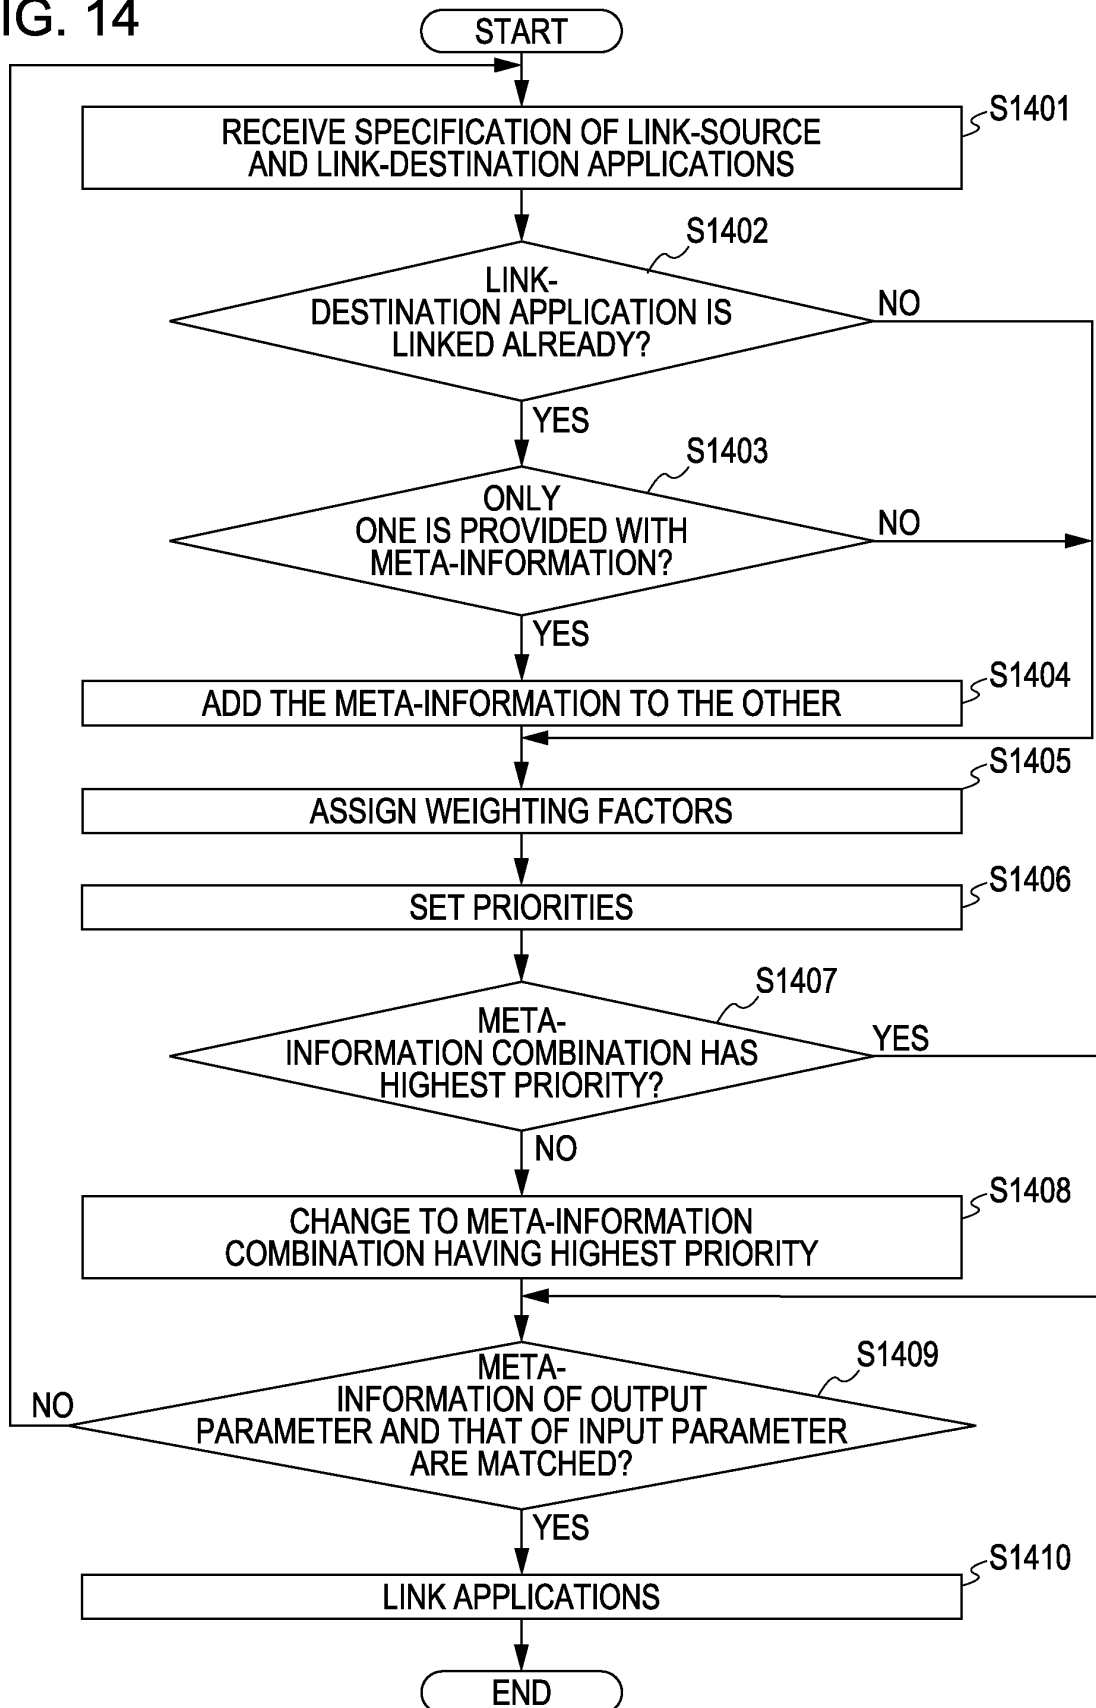 IG. 14
START
S1401
RECEIVE SPECIFICATION OF LINK-SOURCE
AND LINK-DESTINATION APPLICATIONS
S1402
LINK-
DESTINATION APPLICATION IS
LINKED ALREADY?
NO
YES
S1403
ONLY
ONE IS PROVIDED WITH
META-INFORMATION?
NO
YES
S1404
ADD THE META-INFORMATION TO THE OTHER
S1405
ASSIGN WEIGHTING FACTORS
S1406
SET PRIORITIES
S1407
META-
INFORMATION COMBINATION HAS
HIGHEST PRIORITY?
YES
NO
S1408
CHANGE TO META-INFORMATION
COMBINATION HAVING HIGHEST PRIORITY
S1409
META-
INFORMATION OF OUTPUT
PARAMETER AND THAT OF INPUT PARAMETER
ARE MATCHED?
NO
YES
S1410
LINK APPLICATIONS
END